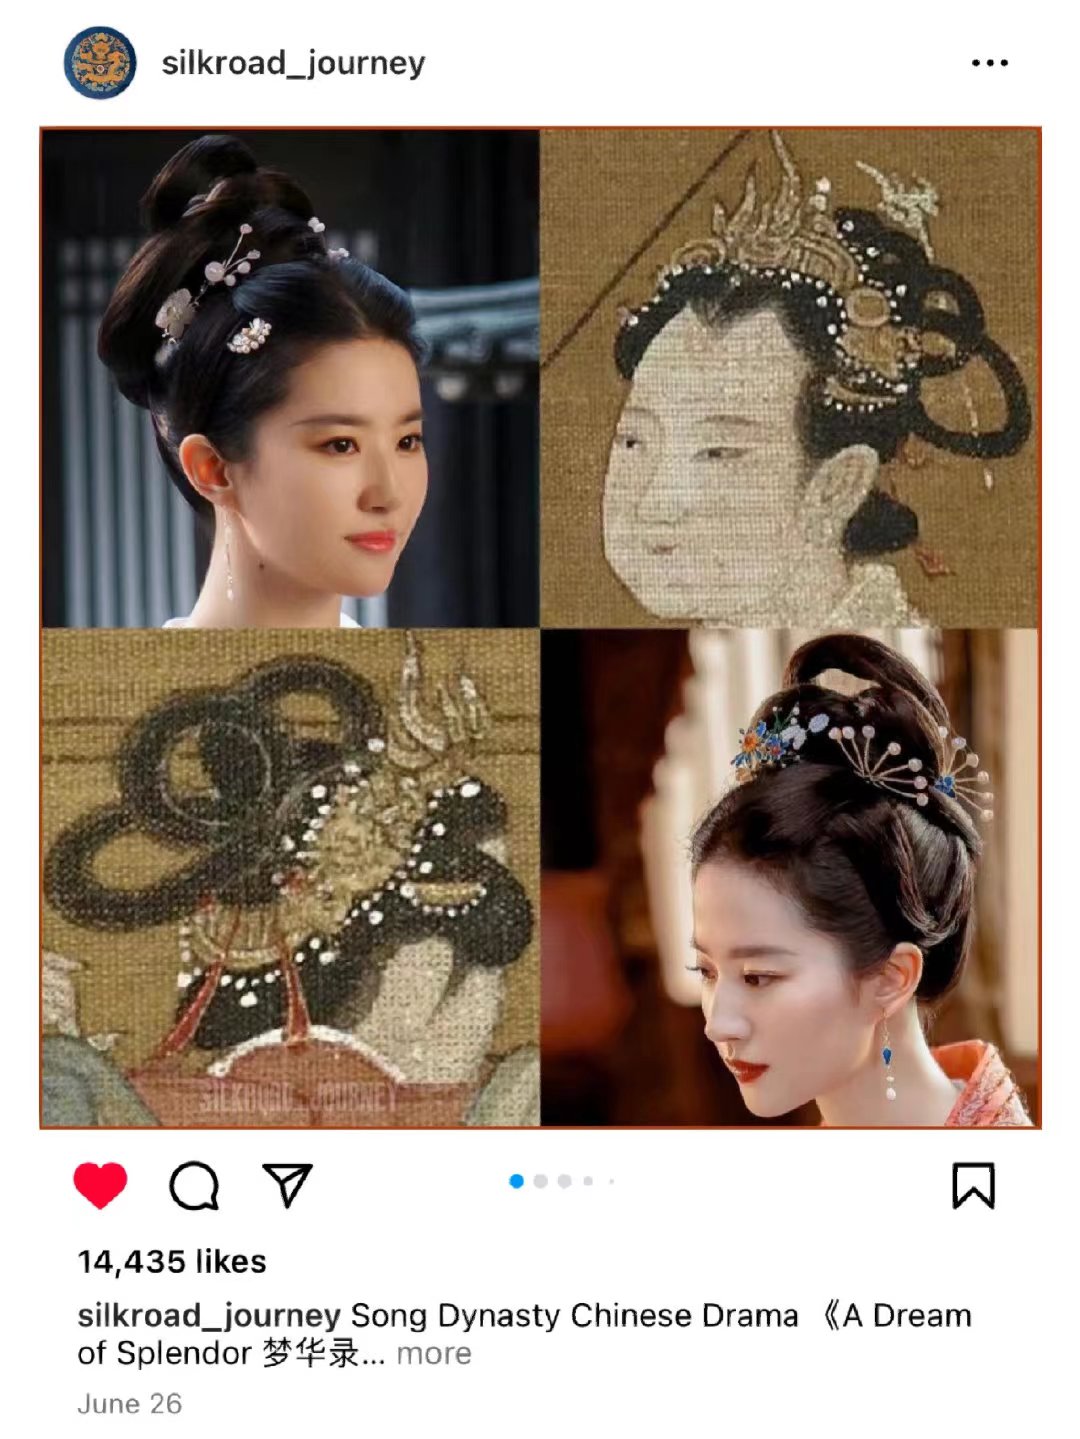 silkroad_journey
14,435 likes
silkroad_journey Song Dynasty Chinese Drama 《A Dream
of Splendor 梦华录... more
June 26